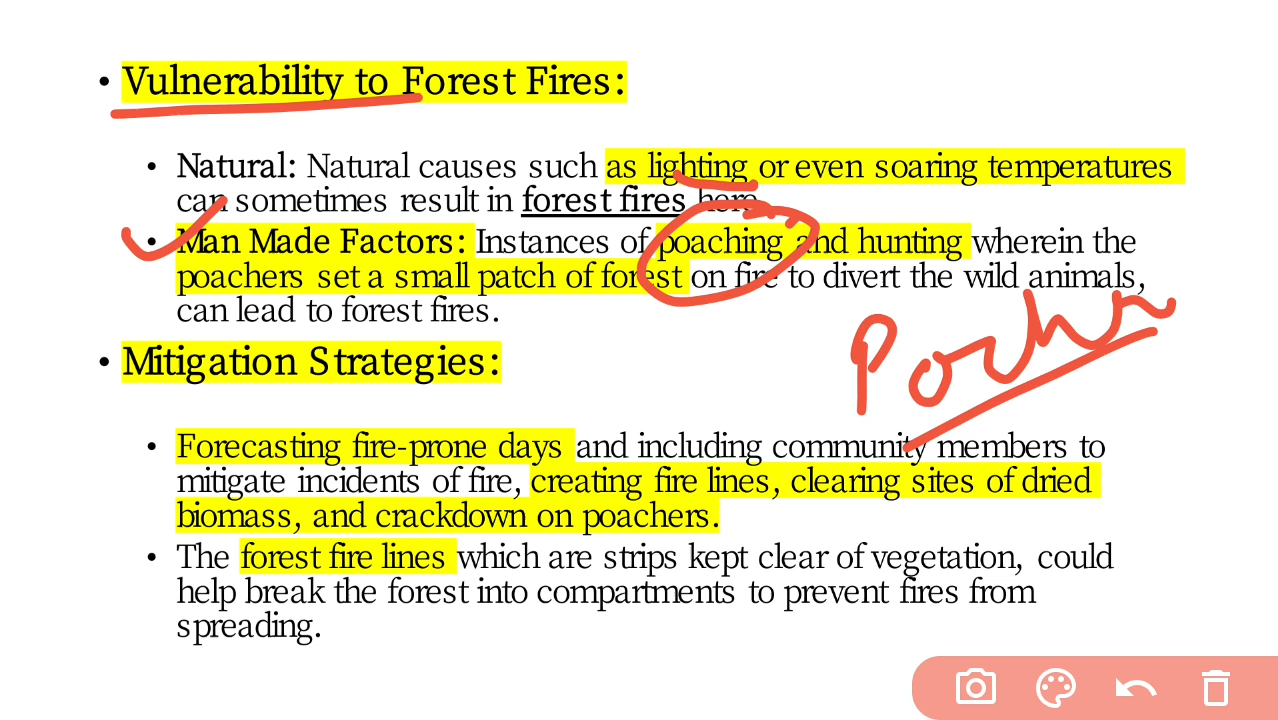 • Vulnerability to Forest Fires:
• Natural: Natural causes such as lighting or even soaring temperatures
can sometimes result in forest fires here.
• Man Made Factors: Instances of poaching and hunting wherein the
poachers set a small patch of forest on fire to divert the wild animals,
can lead to forest fires.
• Mitigation Strategies:
• Forecasting fire-prone days and including community members to
mitigate incidents of fire, creating fire lines, clearing sites of dried
biomass, and crackdown on poachers.
• The forest fire lines which are strips kept clear of vegetation, could
help break the forest into compartments to prevent fires from
spreading.